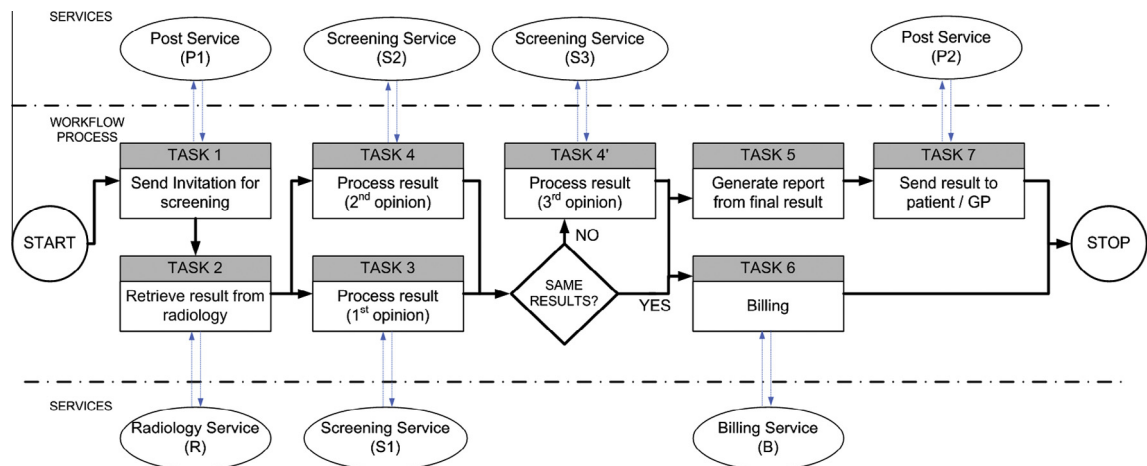 SERVICES
Post Service
(P1)
Screening Service
(S2)
Screening Service
(S3)
Post Service
(P2)
WORKFLOW
PROCESS
TASK 1
Send Invitation for
screening
TASK 4
Process result
(2nd opinion)
TASK 4'
Process result
(3rd opinion)
TASK 5
Generate report
from final result
TASK 7
Send result to
patient / GP
START
NO
STOP
TASK 2
Retrieve result from
radiology
TASK 3
Process result
(1st opinion)
SAME
RESULTS?
YES
TASK 6
Billing
SERVICES
Radiology Service
(R)
Screening Service
(S1)
Billing Service
(B)